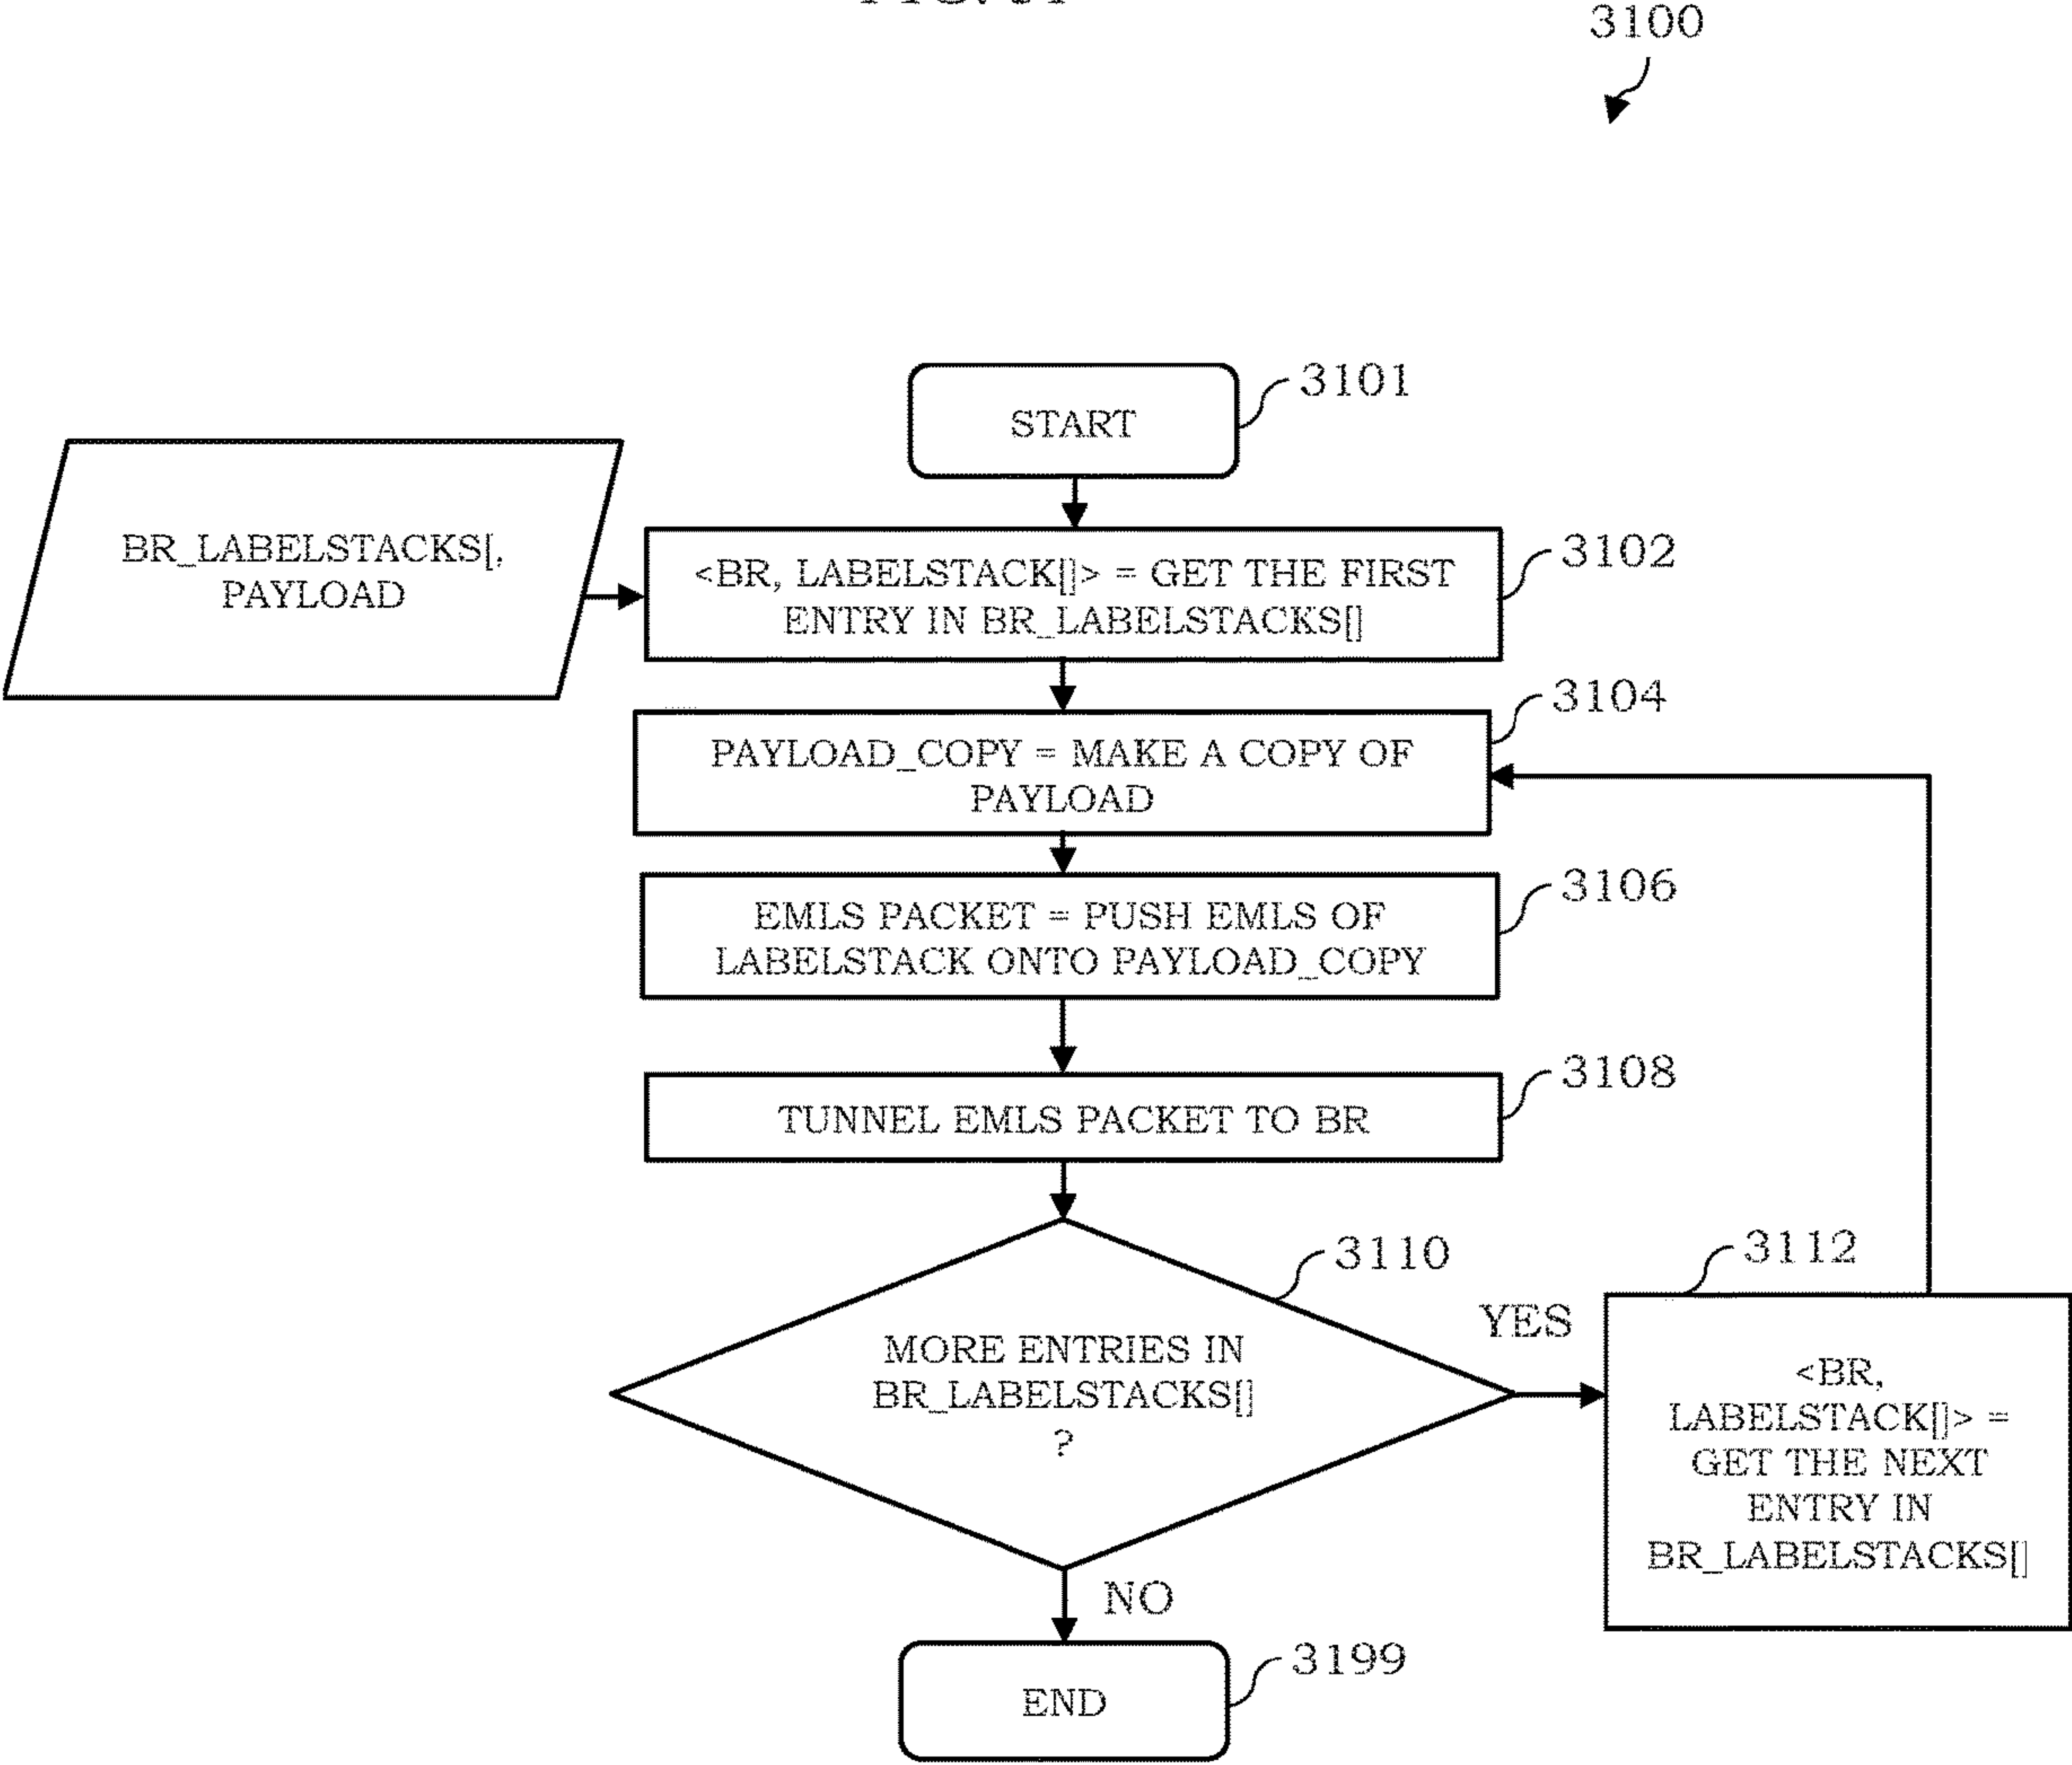 3100
3101
START
BR_LABELSTACKS[,
PAYLOAD
3102
<BR, LABELSTACK[]> = GET THE FIRST
ENTRY IN BR_LABELSTACKS[]
3104
PAYLOAD_COPY = MAKE A COPY OF
PAYLOAD
3106
EMLS PACKET = PUSH EMLS OF
LABELSTACK ONTO PAYLOAD_COPY
3108
TUNNEL EMLS PACKET TO BR
3110
MORE ENTRIES IN
BR_LABELSTACKS[]
?
YES
3112
<BR,
LABELSTACK[]> =
GET THE NEXT
ENTRY IN
BR_LABELSTACKS[]
NO
3199
END